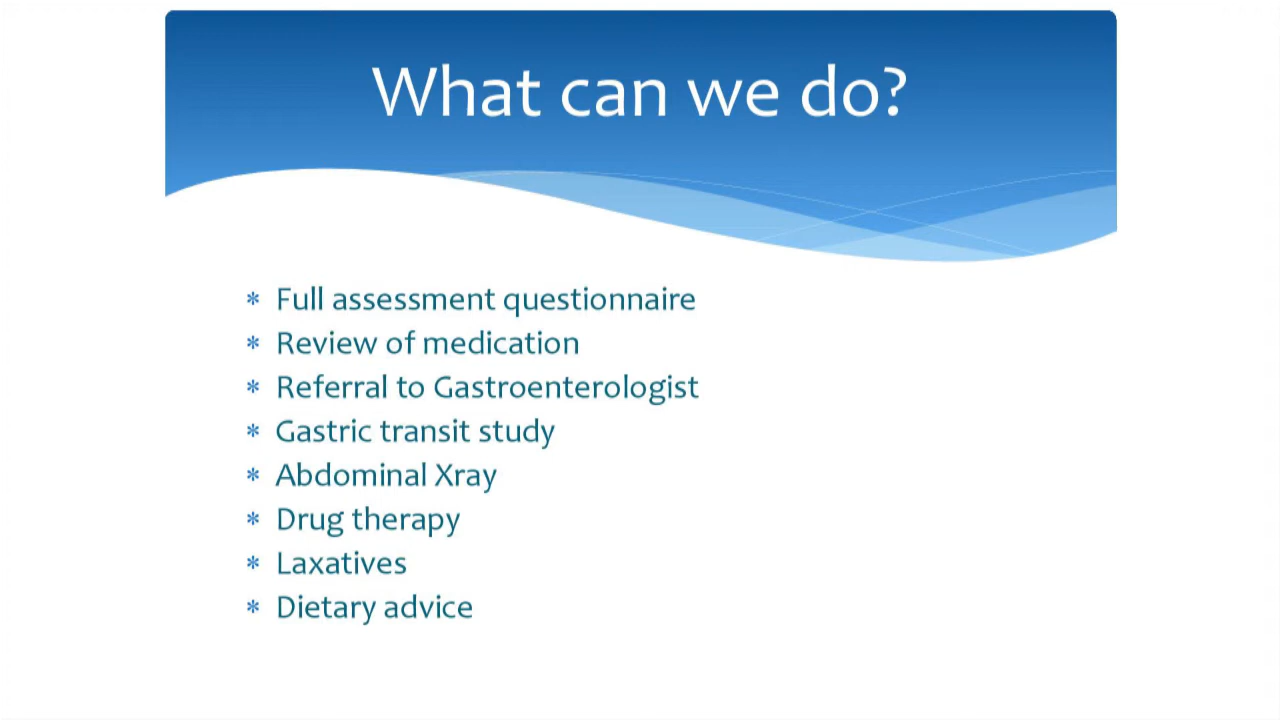 What can we do?
* Full assessment questionnaire
* Review of medication
* Referral to Gastroenterologist
* Gastric transit study
* Abdominal Xray
* Drug therapy
* Laxatives
* Dietary advice